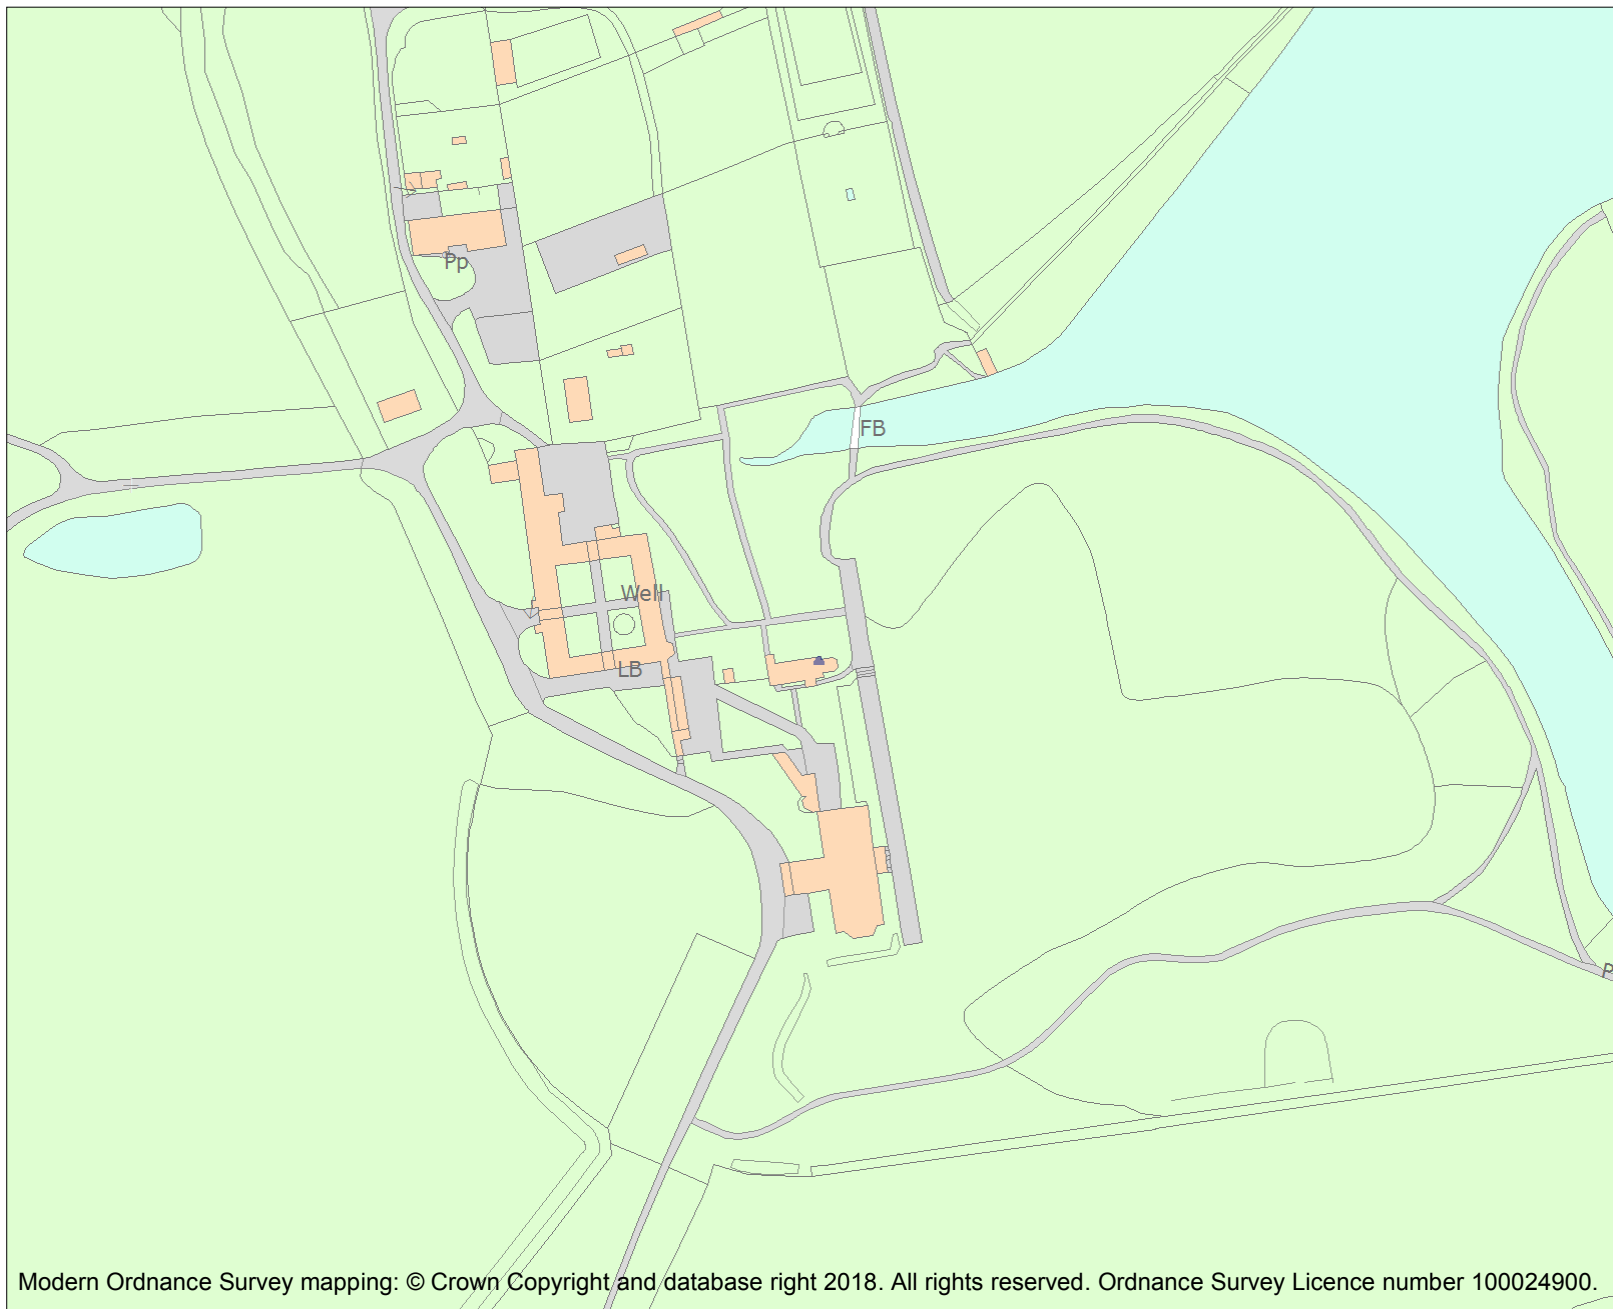 Pp
FB
Well
LB
P
Modern Ordnance Survey mapping: © Crown Copyright and database right 2018. All rights reserved. Ordnance Survey Licence number 100024900.